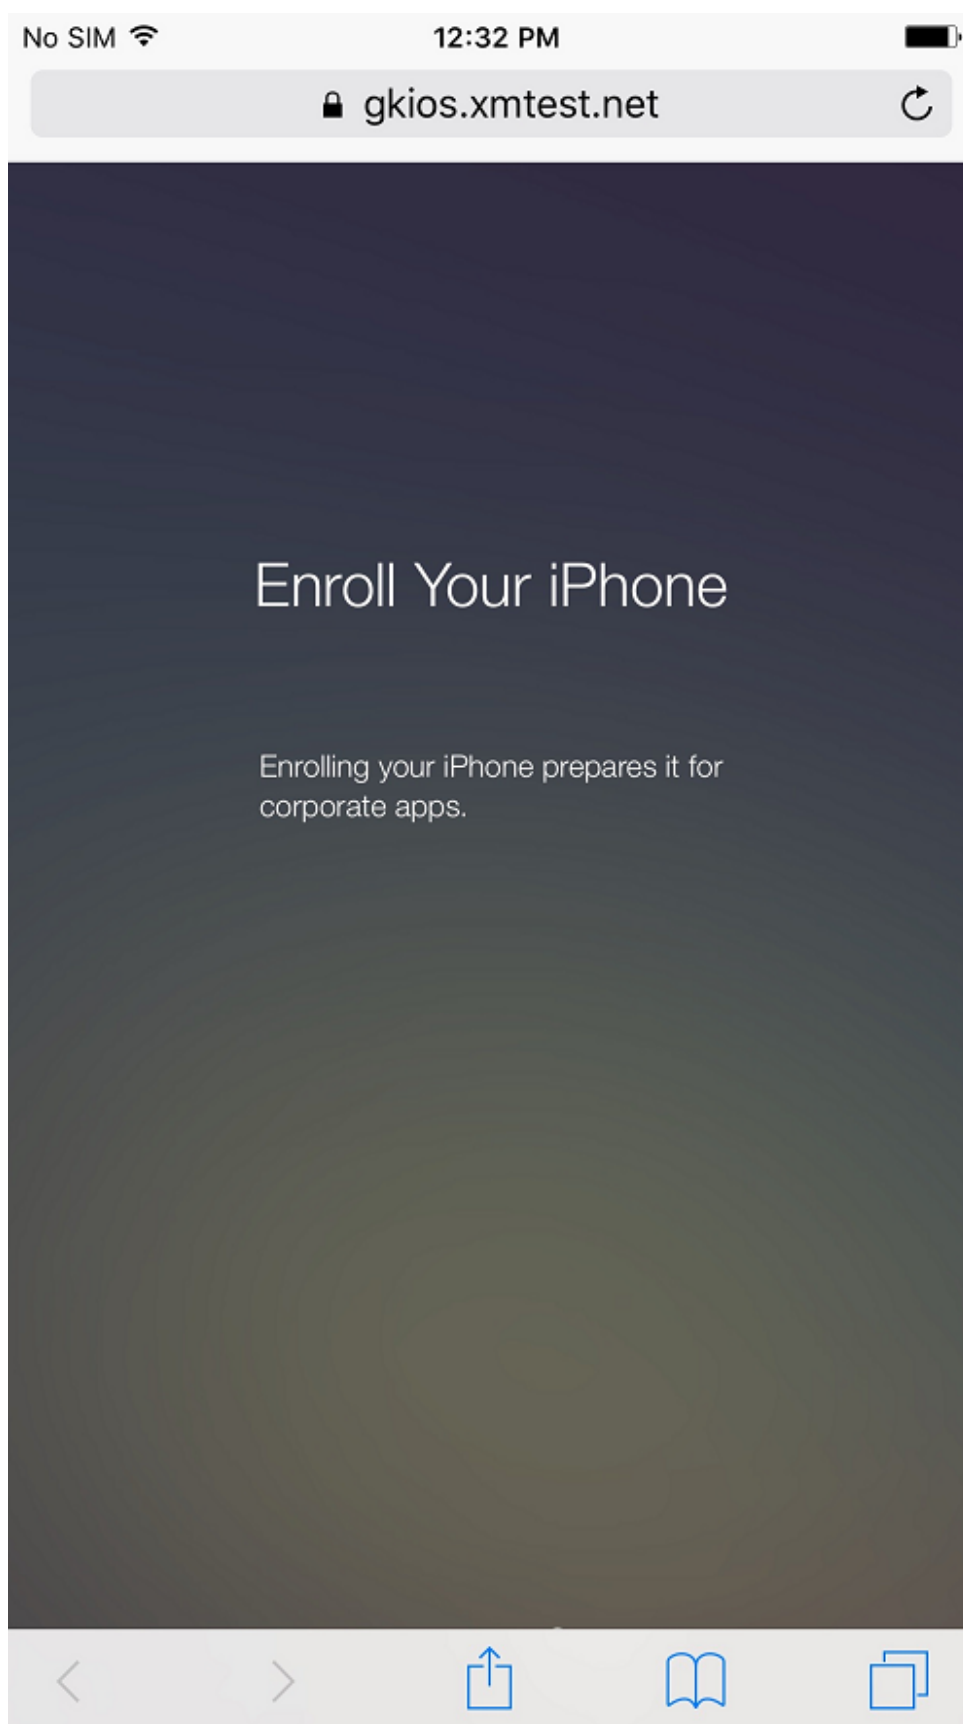 No SIM
12:32 PM
gkios.xmtest.net
Enroll Your iPhone
Enrolling your iPhone prepares it for
corporate apps.